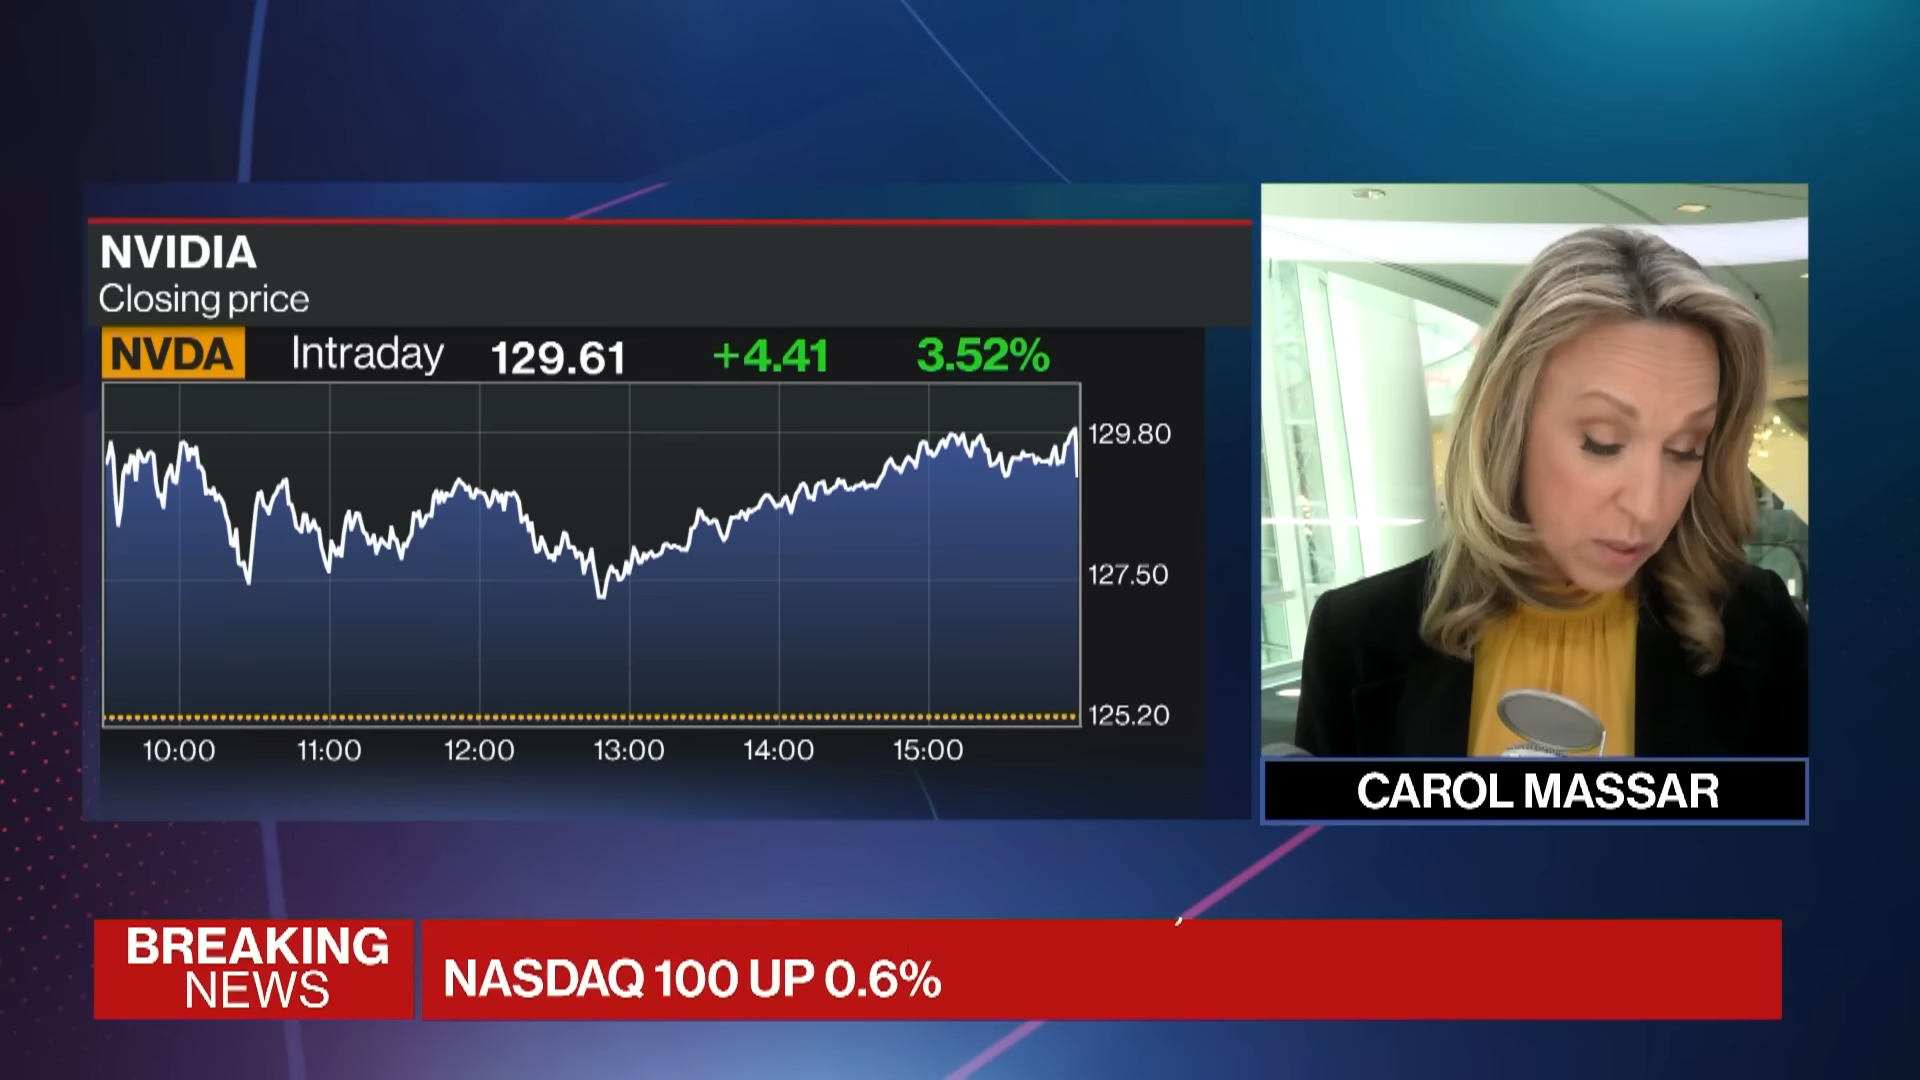 NVIDIA
Closing price
NVDA Intraday 129.61 +4.41 3.52%
129.80
127.50
125.20
10:00 11:00 12:00 13:00 14:00 15:00
CAROL MASSAR
BREAKING
NEWS
NASDAQ 100 UP 0.6%